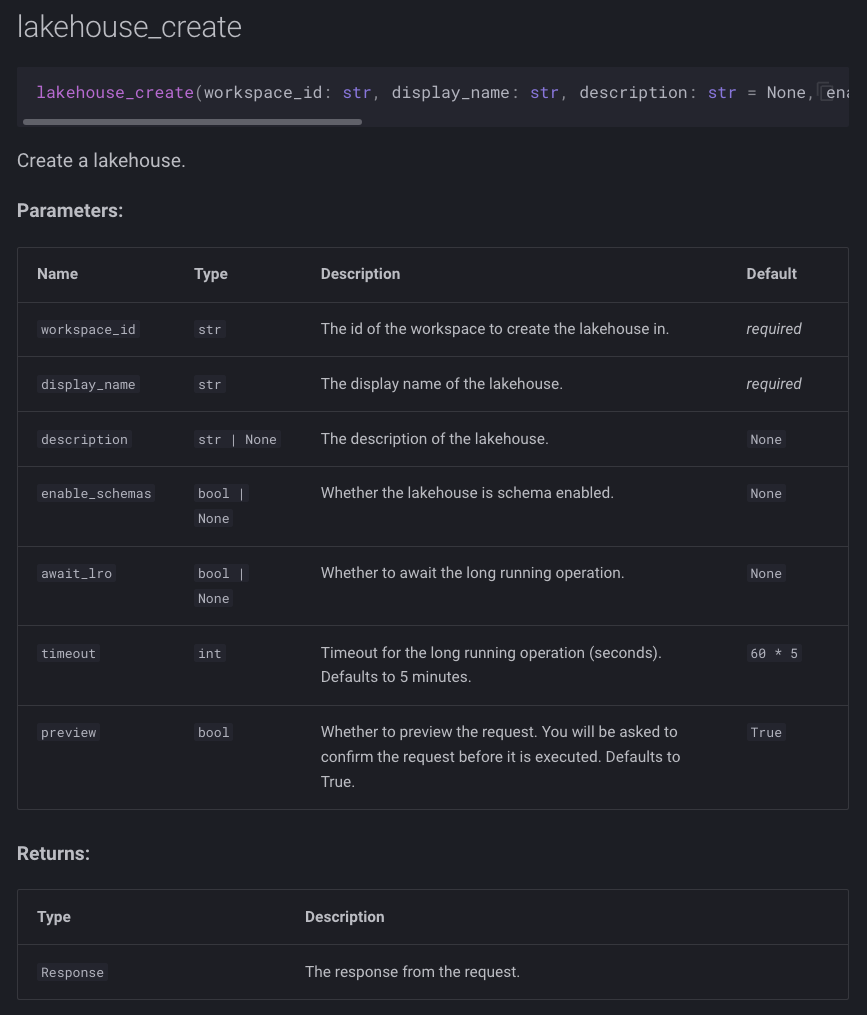 lakehouse_create
lakehouse_create(workspace_id: str, display_name: str, description: str = None, ena
Create a lakehouse.
Parameters:
Name Type Description Default
workspace_id str The id of the workspace to create the lakehouse in. required
display_name str The display name of the lakehouse. required
description str | None The description of the lakehouse. None
enable_schemas bool | Whether the lakehouse is schema enabled. None
None
await_lro bool | Whether to await the long running operation. None
None
timeout int Timeout for the long running operation (seconds). 60 * 5
Defaults to 5 minutes.
preview bool Whether to preview the request. You will be asked to True
confirm the request before it is executed. Defaults to
True.
Returns:
Type Description
Response The response from the request.